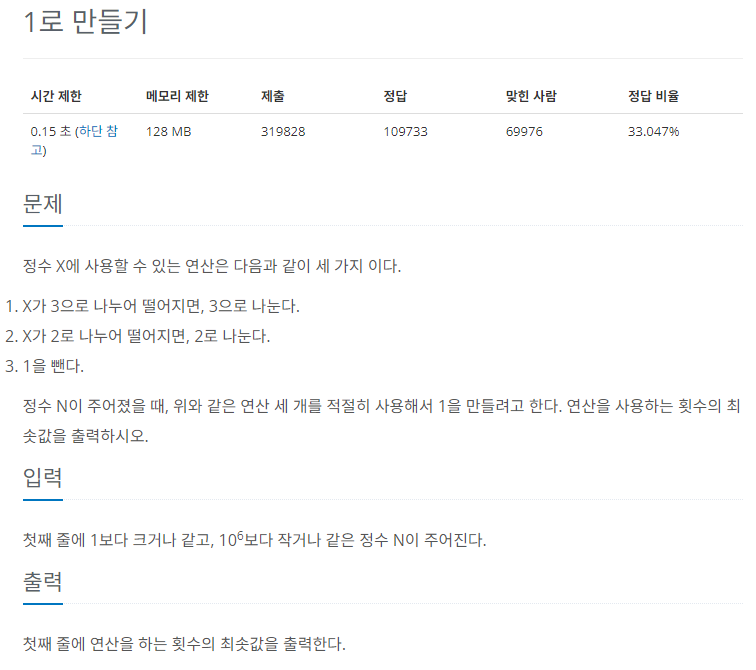 1로 만들기
시간 제한 메모리 제한 제출 정답 맞힌 사람 정답 비율
0.15 초 (하단 참
고) 128 MB 319828 109733 69976 33.047%
문제
정수 X에 사용할 수 있는 연산은 다음과 같이 세 가지 이다.
1. X가 3으로 나누어 떨어지면, 3으로 나눈다.
2. X가 2로 나누어 떨어지면, 2로 나눈다.
3. 1을 뺀다.
정수 N이 주어졌을 때, 위와 같은 연산 세 개를 적절히 사용해서 1을 만들려고 한다. 연산을 사용하는 횟수의 최
솟값을 출력하시오.
입력
첫째 줄에 1보다 크거나 같고, 10⁶보다 작거나 같은 정수 N이 주어진다.
출력
첫째 줄에 연산을 하는 횟수의 최솟값을 출력한다.